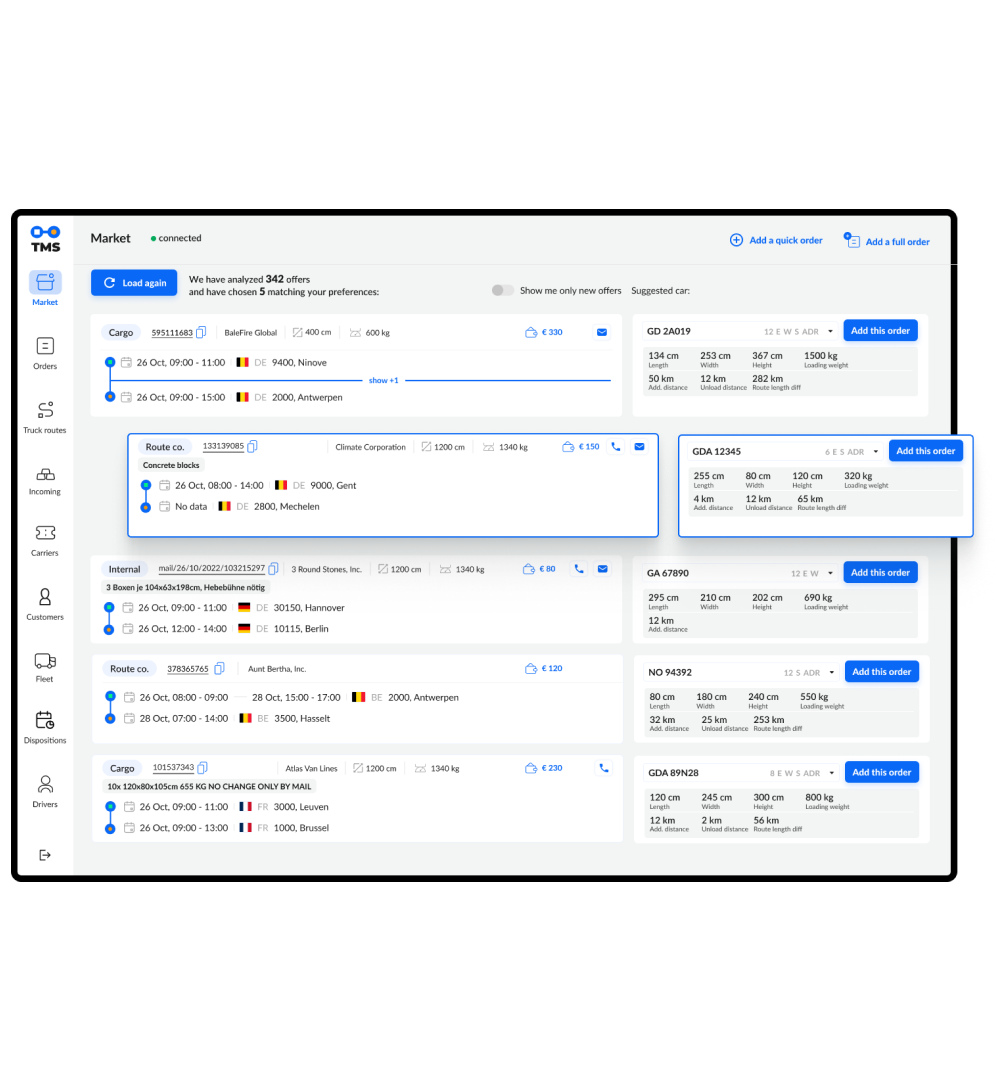 TMS
Market
Orders
Truck routes
Incoming
Carriers
Customers
Fleet
Dispositions
Drivers
Market connected
Add a quick order Add a full order
Load again
We have analyzed 342 offers
and have chosen 5 matching your preferences:
Show me only new offers Suggested car:
Cargo 595111683 BaleFire Global 400 cm 600 kg € 330
26 Oct, 09:00 - 11:00 DE 9400, Ninove
show +1
26 Oct, 09:00 - 15:00 DE 2000, Antwerpen
GD 2A019 12 E W S ADR Add this order
134 cm 253 cm 367 cm 1500 kg
Length Width Height Loading weight
50 km 12 km 282 km
Add. distance Unload distance Route length diff
Route co. 133139085 Climate Corporation 1200 cm 1340 kg € 150
Concrete blocks
26 Oct, 08:00 - 14:00 DE 9000, Gent
No data DE 2800, Mechelen
GDA 12345 6 E S ADR Add this order
255 cm 80 cm 120 cm 320 kg
Length Width Height Loading weight
4 km 12 km 65 km
Add. distance Unload distance Route length diff
Internal mail/26/10/2022/103215297 3 Round Stones, Inc. 1200 cm 1340 kg € 80
3 Boxen je 104x63x198cm, Hebebühne nötig
26 Oct, 09:00 - 11:00 DE 30150, Hannover
26 Oct, 12:00 - 14:00 DE 10115, Berlin
GA 67890 12 E W Add this order
295 cm 210 cm 202 cm 690 kg
Length Width Height Loading weight
12 km
Add. distance
Route co. 378365765 Aunt Bertha, Inc. € 120
26 Oct, 08:00 - 09:00 28 Oct, 15:00 - 17:00 BE 2000, Antwerpen
28 Oct, 07:00 - 14:00 BE 3500, Hasselt
NO 94392 12 S ADR Add this order
80 cm 180 cm 240 cm 550 kg
Length Width Height Loading weight
32 km 25 km 253 km
Add. distance Unload distance Route length diff
Cargo 101537343 Atlas Van Lines 1200 cm 1340 kg € 230
10x 120x80x105cm 655 KG NO CHANGE ONLY BY MAIL
26 Oct, 09:00 - 11:00 FR 3000, Leuven
26 Oct, 09:00 - 13:00 FR 1000, Brussel
GDA 89N28 8 E W S ADR Add this order
120 cm 245 cm 300 cm 800 kg
Length Width Height Loading weight
12 km 2 km 56 km
Add. distance Unload distance Route length diff